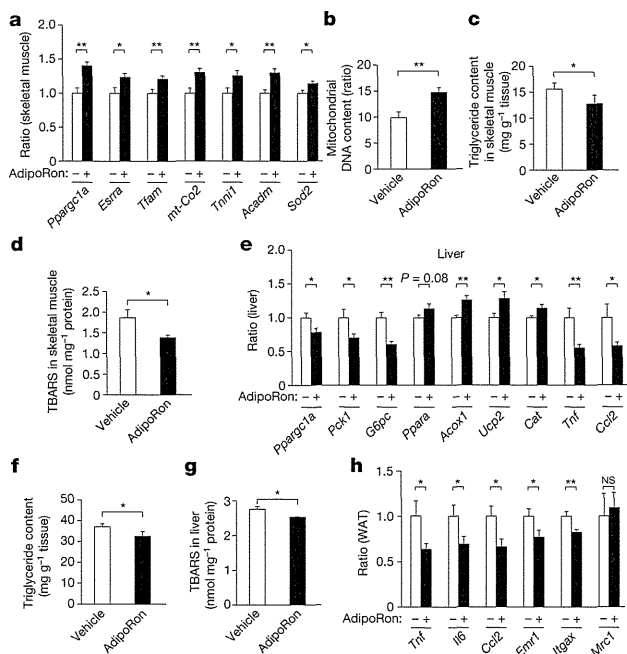 a
Ratio (skeletal muscle)
1.5
1.0
0.5
0
** * ** ** * ** *
AdipoRon: – + – + – + – + – + – + – +
Ppargc1a Esrra Tfam mt-Co2 Tnni1 Acadm Sod2
b
Mitochondrial
DNA content (ratio)
20
15
10
5
0
**
Vehicle
AdipoRon
c
Triglyceride content
in skeletal muscle
(mg g⁻¹ tissue)
20
15
10
5
0
*
Vehicle
AdipoRon
d
TBARS in skeletal muscle
(nmol mg⁻¹ protein)
2.5
2.0
1.5
1.0
0.5
0
*
Vehicle
AdipoRon
e
Liver
Ratio (liver)
2.0
1.5
1.0
0.5
0
* * ** P = 0.08 ** * * ** *
AdipoRon: – + – + – + – + – + – + – + – + – +
Ppargc1a Pck1 G6pc Ppara Acox1 Ucp2 Cat Tnf Ccl2
f
Triglyceride content
(mg g⁻¹ tissue)
50
40
30
20
10
0
*
Vehicle
AdipoRon
g
TBARS in liver
(nmol mg⁻¹ protein)
3
2
1
0
*
Vehicle
AdipoRon
h
Ratio (WAT)
1.5
1.0
0.5
0
* * * * ** NS
AdipoRon: – + – + – + – + – + – +
Tnf Il6 Ccl2 Emr1 Itgax Mrc1